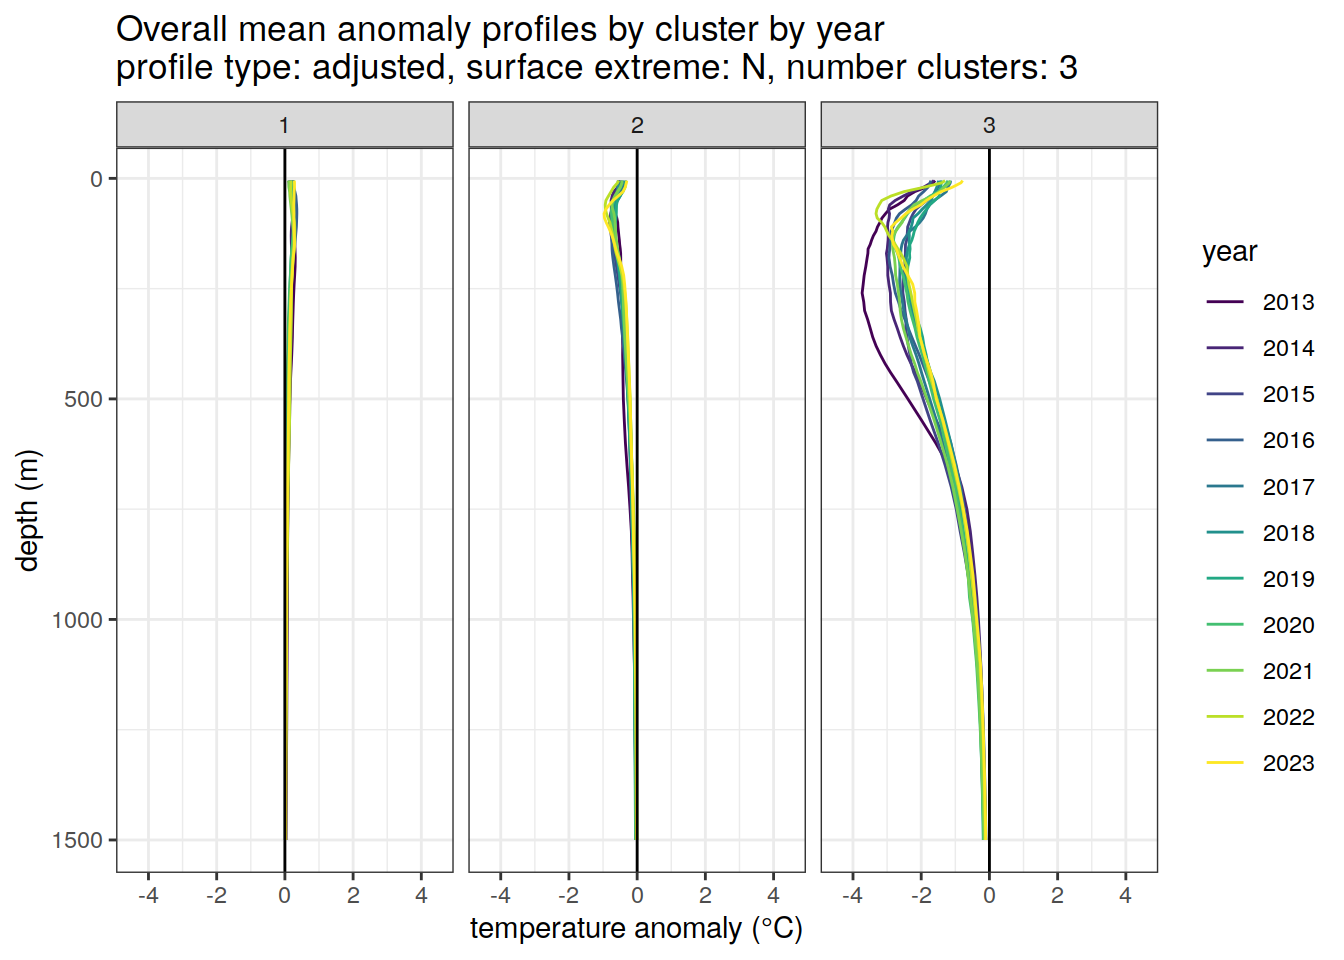 Overall mean anomaly profiles by cluster by year
profile type: adjusted, surface extreme: N, number clusters: 3
1 2 3
0
500
1000
1500
depth (m)
-4 -2 0 2 4 -4 -2 0 2 4 -4 -2 0 2 4
temperature anomaly (°C)
year
2013
2014
2015
2016
2017
2018
2019
2020
2021
2022
2023